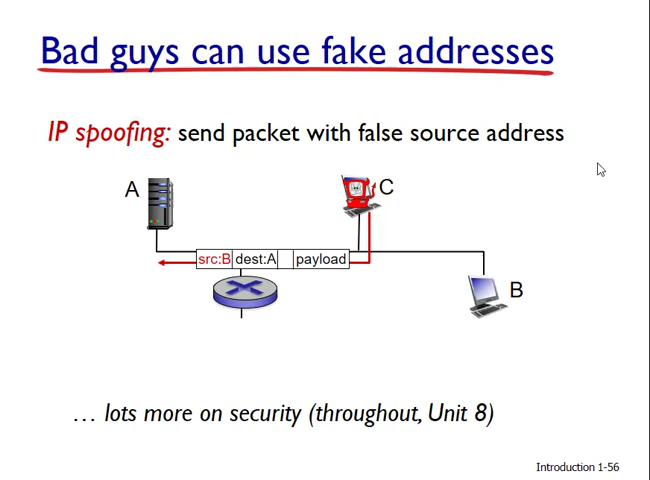 Bad guys can use fake addresses
IP spoofing: send packet with false source address
A
C
src:B dest:A payload
B
… lots more on security (throughout, Unit 8)
Introduction 1-56